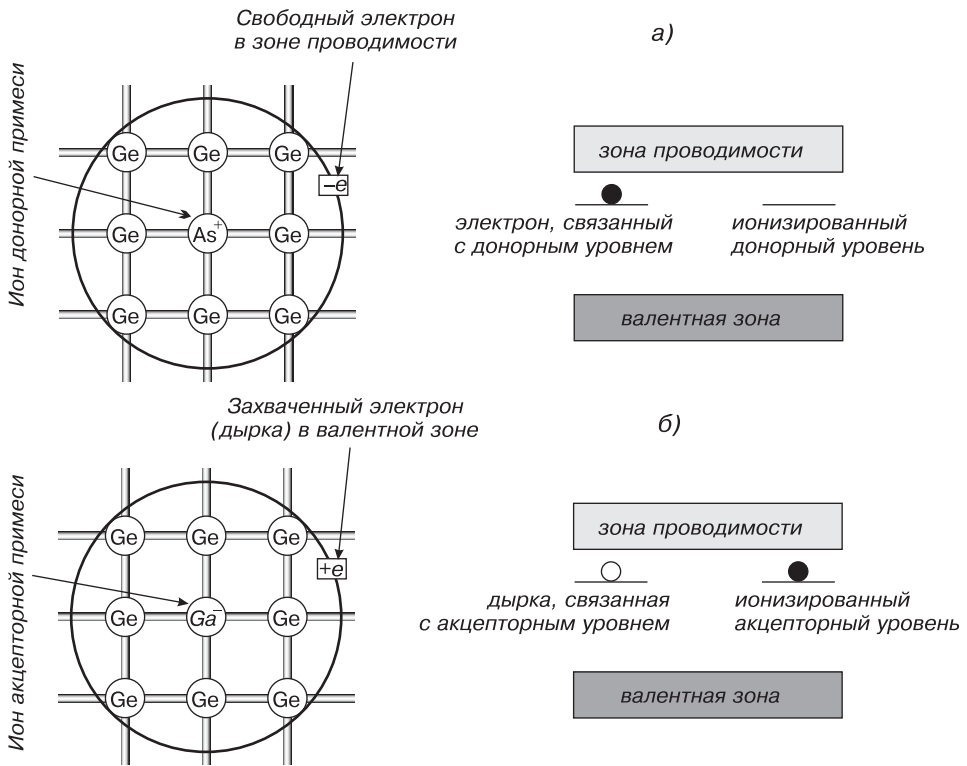 Свободный электрон
в зоне проводимости
а)
Ион донорной примеси
Ge
Ge
Ge
–e
Ge
As+
Ge
Ge
Ge
Ge
зона проводимости
электрон, связанный
с донорным уровнем
ионизированный
донорный уровень
валентная зона
Захваченный электрон
(дырка) в валентной зоне
б)
Ион акцепторной примеси
Ge
Ge
Ge
+e
Ge
Ga–
Ge
Ge
Ge
Ge
зона проводимости
дырка, связанная
с акцепторным уровнем
ионизированный
акцепторный уровень
валентная зона